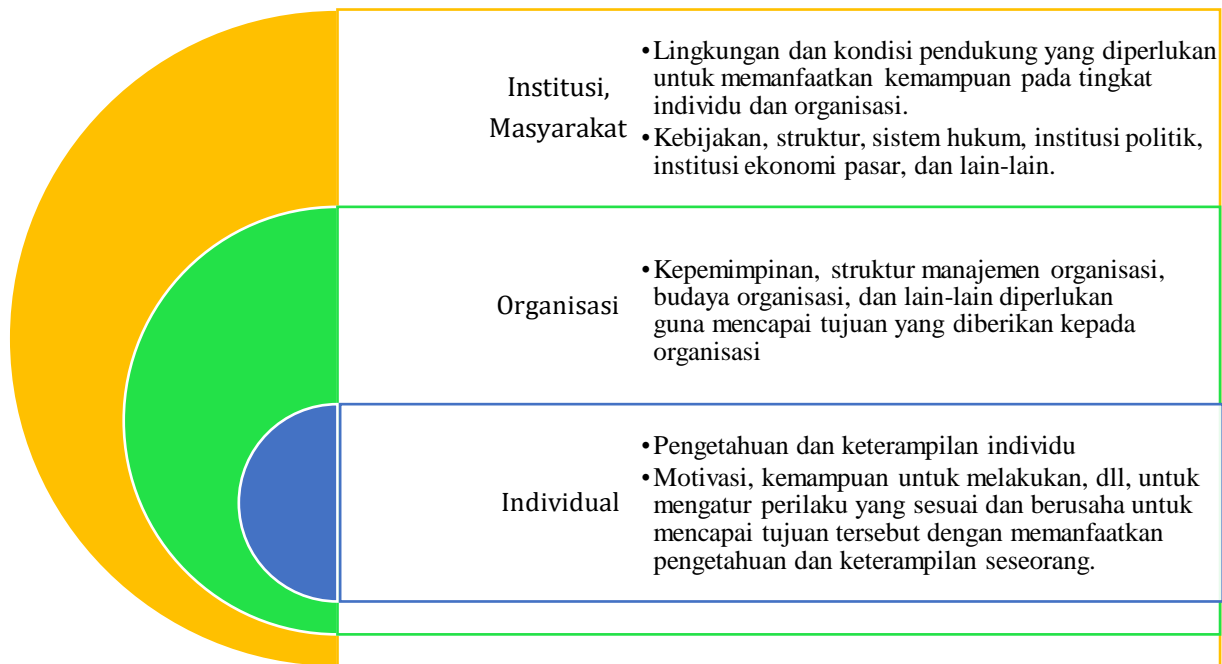 Institusi,
Masyarakat
•Lingkungan dan kondisi pendukung yang diperlukan
untuk memanfaatkan kemampuan pada tingkat
individu dan organisasi.
•Kebijakan, struktur, sistem hukum, institusi politik,
institusi ekonomi pasar, dan lain-lain.
Organisasi
•Kepemimpinan, struktur manajemen organisasi,
budaya organisasi, dan lain-lain diperlukan
guna mencapai tujuan yang diberikan kepada
organisasi
Individual
•Pengetahuan dan keterampilan individu
•Motivasi, kemampuan untuk melakukan, dll, untuk
mengatur perilaku yang sesuai dan berusaha untuk
mencapai tujuan tersebut dengan memanfaatkan
pengetahuan dan keterampilan seseorang.